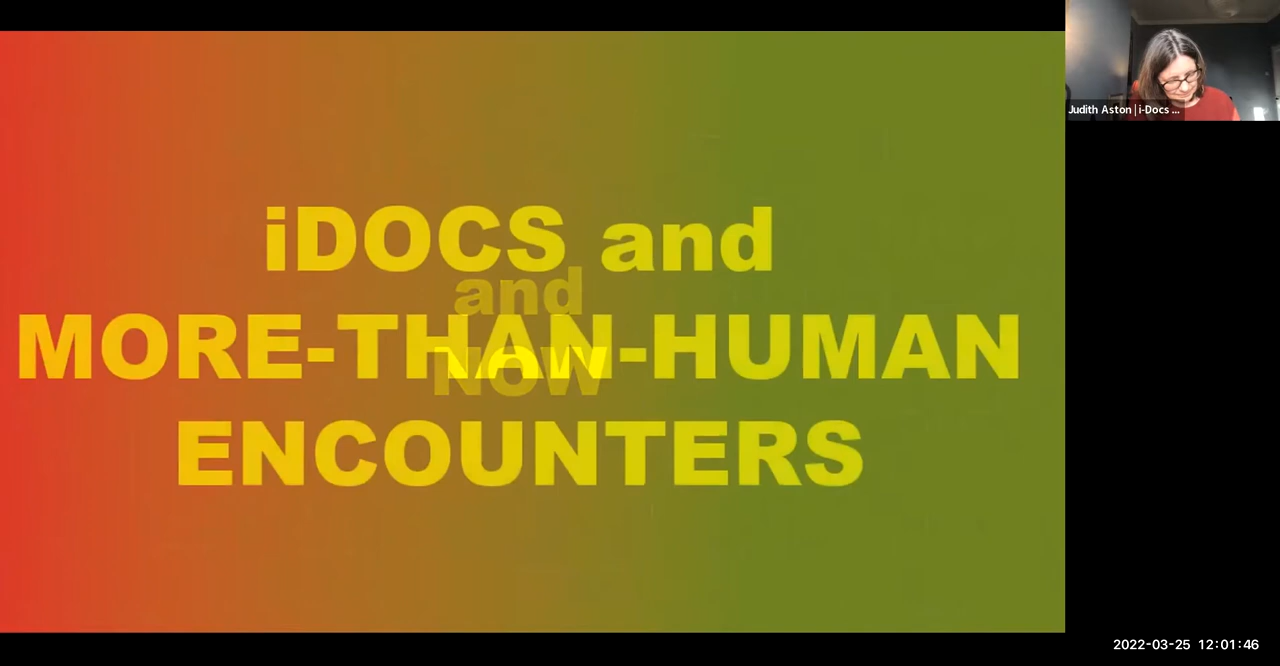 iDOCS and
and
MORE-THAN-HUMAN
NOW
ENCOUNTERS
Judith Aston | i-Docs ...
2022-03-25 12:01:46